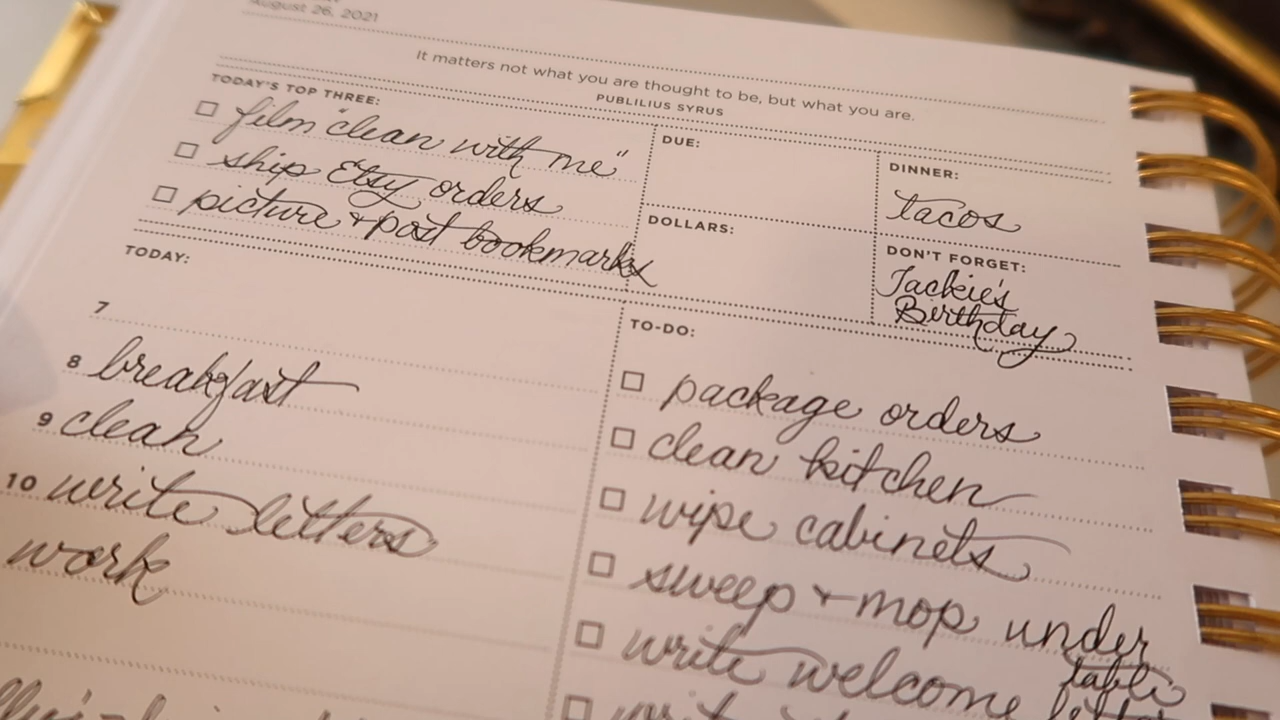 August 26, 2021
It matters not what you are thought to be, but what you are.
PUBLILIUS SYRUS
TODAY'S TOP THREE:
film "clean with me"
ship Etsy orders
picture + post bookmarks
DUE:
DOLLARS:
DINNER:
tacos
DON'T FORGET:
Jackie's
Birthday
TODAY:
7
8 breakfast
9 clean
10 write letters
work
TO-DO:
package orders
clean kitchen
wipe cabinets
sweep + mop under
table
write welcome